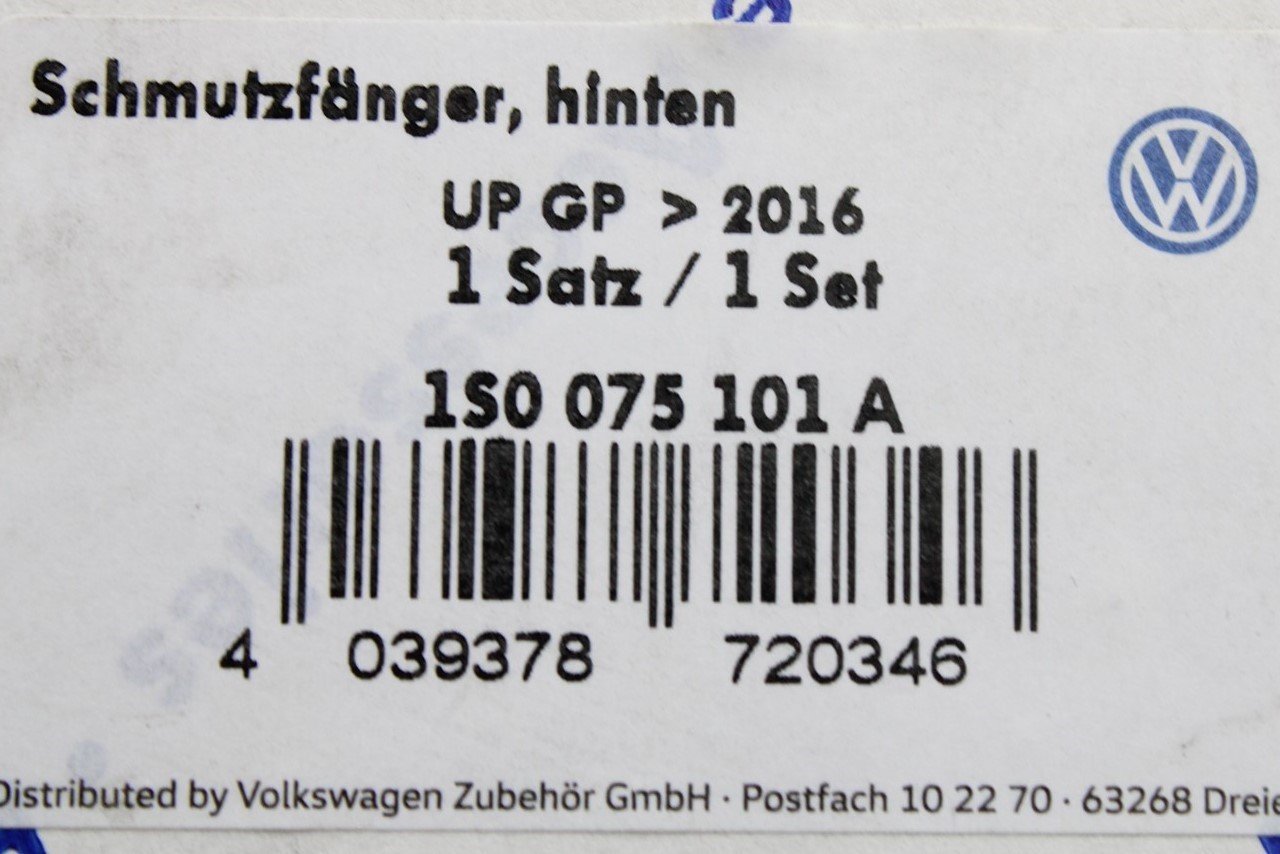 Schmutzfänger, hinten
UP GP > 2016
1 Satz / 1 Set
1S0 075 101 A
4 039378 720346
Distributed by Volkswagen Zubehör GmbH · Postfach 10 22 70 · 63268 Dreie